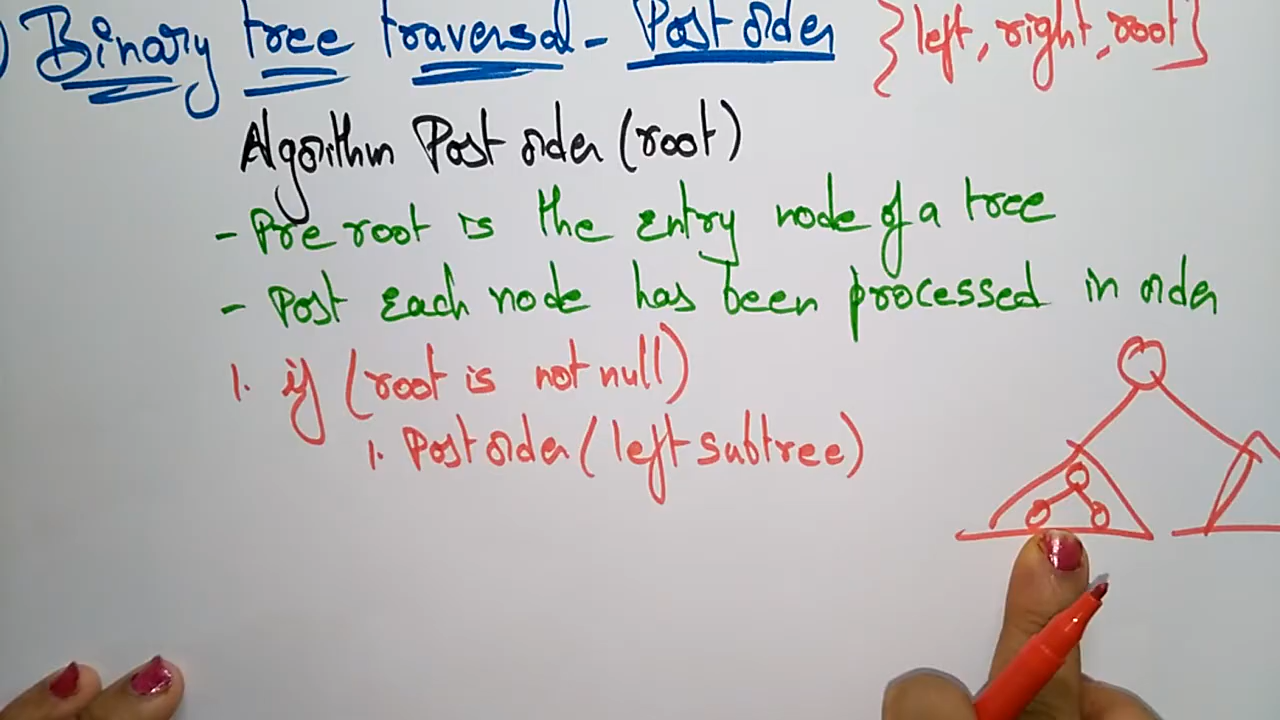 ) Binary tree traversal - Post order {left, right, root}
Algorithm Post order (root)
- Pre root is the entry node of a tree
- Post Each node has been processed in order
1. if (root is not null)
1. Post order (left subtree)